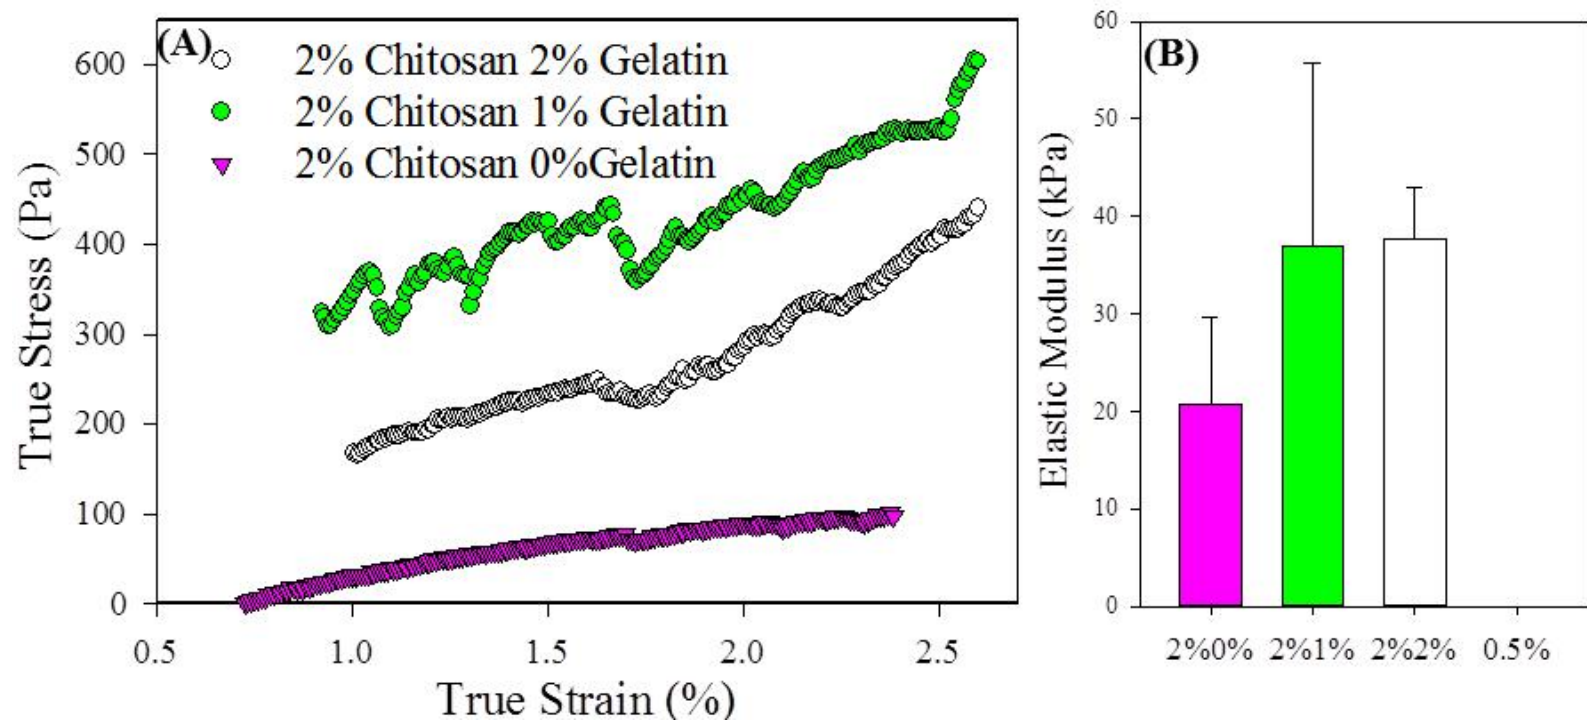 (A)
2% Chitosan 2% Gelatin
2% Chitosan 1% Gelatin
2% Chitosan 0%Gelatin
True Stress (Pa)
600
500
400
300
200
100
0
0.5 1.0 1.5 2.0 2.5
True Strain (%)
(B)
Elastic Modulus (kPa)
60
50
40
30
20
10
0
2%0% 2%1% 2%2% 0.5%